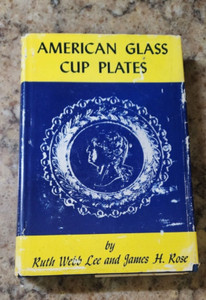 AMERICAN GLASS
CUP PLATES
by
Ruth Webb Lee and James H. Rose